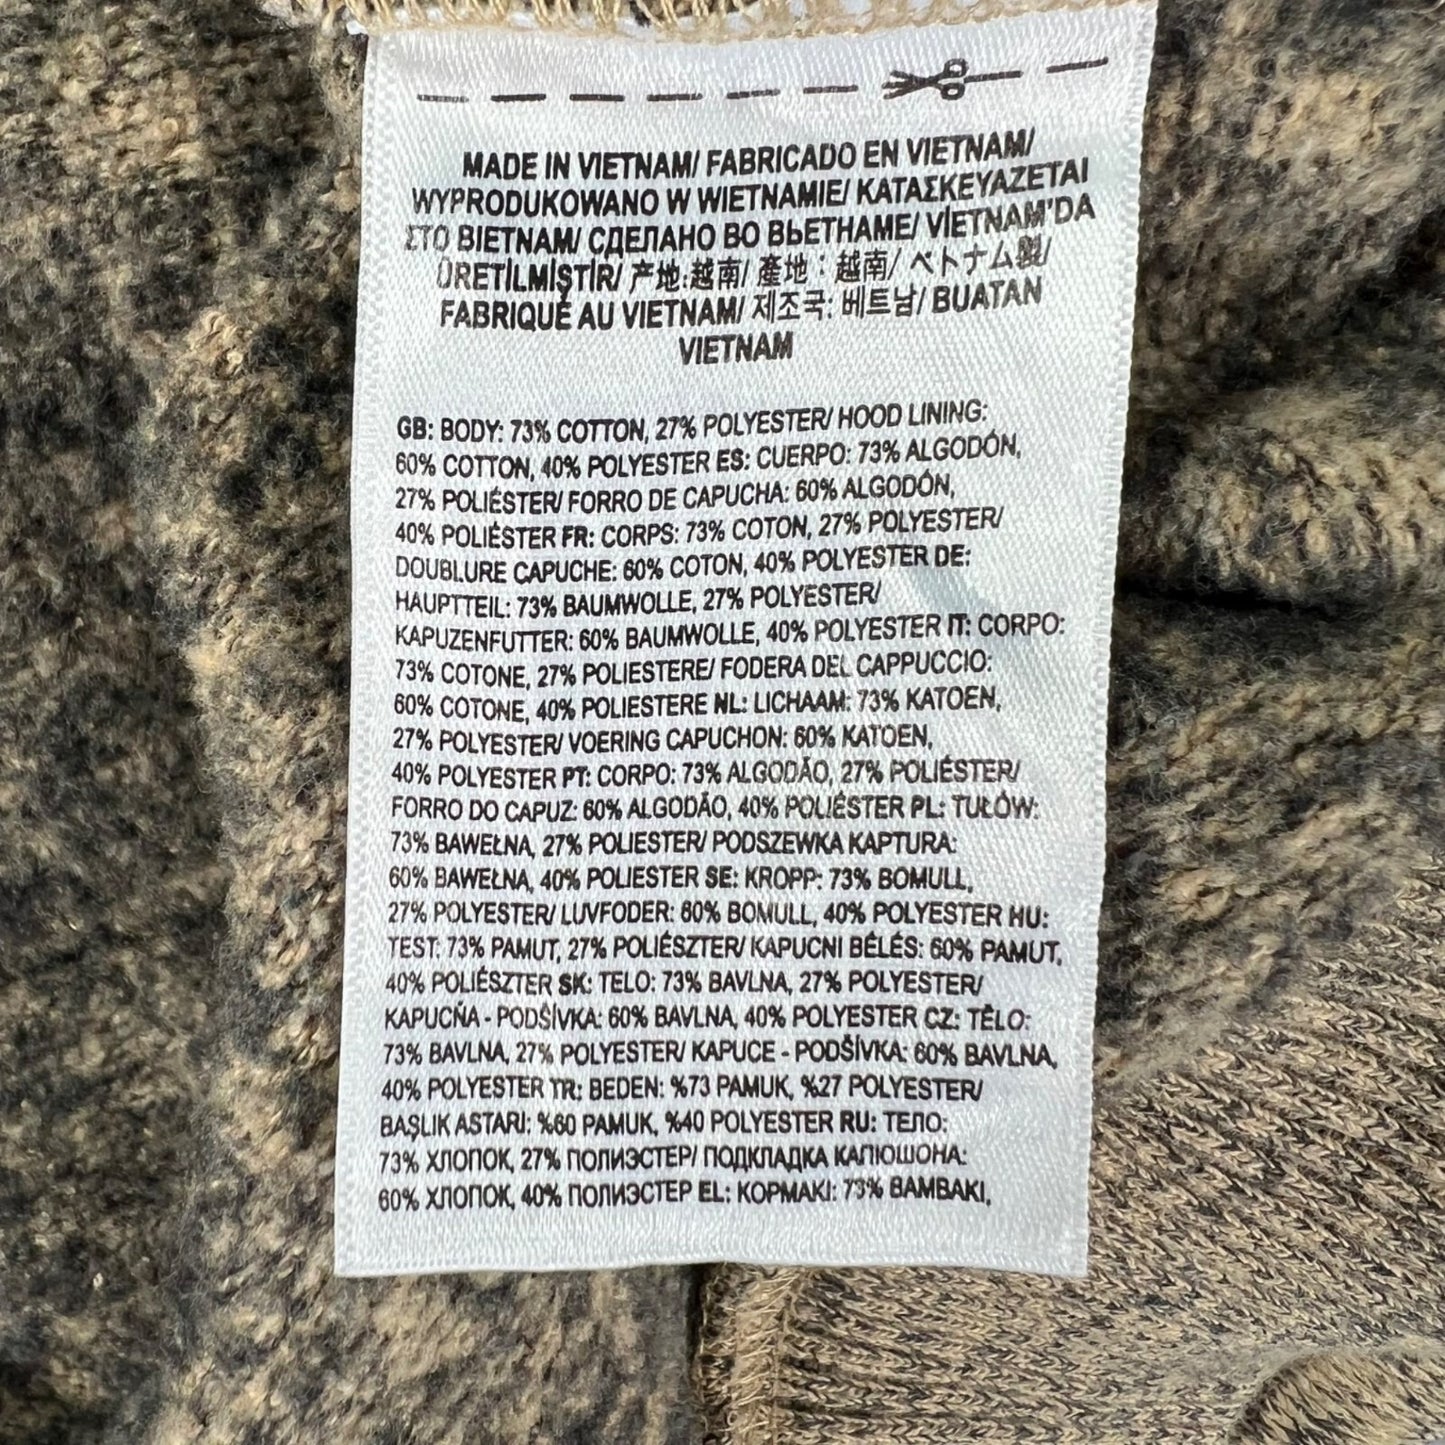 MADE IN VIETNAM/ FABRICADO EN VIETNAM/
WYPRODUKOWANO W WIETNAMIE/ ΚΑΤΑΣΚΕΥΑΖΕΤΑΙ
ΣΤΟ ΒΙΕΤΝΑΜ/ СДЕЛАНО ВО ВЬЕТНАМЕ/ VİETNAM'DA
ÜRETİLMİŞTİR/ 产地:越南/ 產地：越南/ ベトナム製/
FABRIQUÉ AU VIETNAM/ 제조국: 베트남/ BUATAN
VIETNAM
GB: BODY: 73% COTTON, 27% POLYESTER/ HOOD LINING:
60% COTTON, 40% POLYESTER ES: CUERPO: 73% ALGODÓN,
27% POLIÉSTER/ FORRO DE CAPUCHA: 60% ALGODÓN,
40% POLIÉSTER FR: CORPS: 73% COTON, 27% POLYESTER/
DOUBLURE CAPUCHE: 60% COTON, 40% POLYESTER DE:
HAUPTTEIL: 73% BAUMWOLLE, 27% POLYESTER/
KAPUZENFUTTER: 60% BAUMWOLLE, 40% POLYESTER IT: CORPO:
73% COTONE, 27% POLIESTERE/ FODERA DEL CAPPUCCIO:
60% COTONE, 40% POLIESTERE NL: LICHAAM: 73% KATOEN,
27% POLYESTER/ VOERING CAPUCHON: 60% KATOEN,
40% POLYESTER PT: CORPO: 73% ALGODÃO, 27% POLIÉSTER/
FORRO DO CAPUZ: 60% ALGODÃO, 40% POLIÉSTER PL: TUŁÓW:
73% BAWEŁNA, 27% POLIESTER/ PODSZEWKA KAPTURA:
60% BAWEŁNA, 40% POLIESTER SE: KROPP: 73% BOMULL,
27% POLYESTER/ LUVFODER: 60% BOMULL, 40% POLYESTER HU:
TEST: 73% PAMUT, 27% POLIÉSZTER/ KAPUCNI BÉLÉS: 60% PAMUT,
40% POLIÉSZTER SK: TELO: 73% BAVLNA, 27% POLYESTER/
KAPUCŇA - PODŠÍVKA: 60% BAVLNA, 40% POLYESTER CZ: TĚLO:
73% BAVLNA, 27% POLYESTER/ KAPUCE - PODŠÍVKA: 60% BAVLNA,
40% POLYESTER TR: BEDEN: %73 PAMUK, %27 POLYESTER/
BAŞLIK ASTARI: %60 PAMUK, %40 POLYESTER RU: ТЕЛО:
73% ХЛОПОК, 27% ПОЛИЭСТЕР/ ПОДКЛАДКА КАПЮШОНА:
60% ХЛОПОК, 40% ПОЛИЭСТЕР EL: ΚΟΡΜΑΚΙ: 73% ΒΑΜΒΑΚΙ,